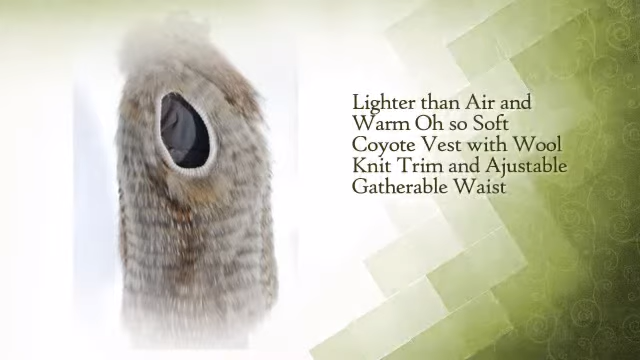 Lighter than Air and
Warm Oh so Soft
Coyote Vest with Wool
Knit Trim and Ajustable
Gatherable Waist